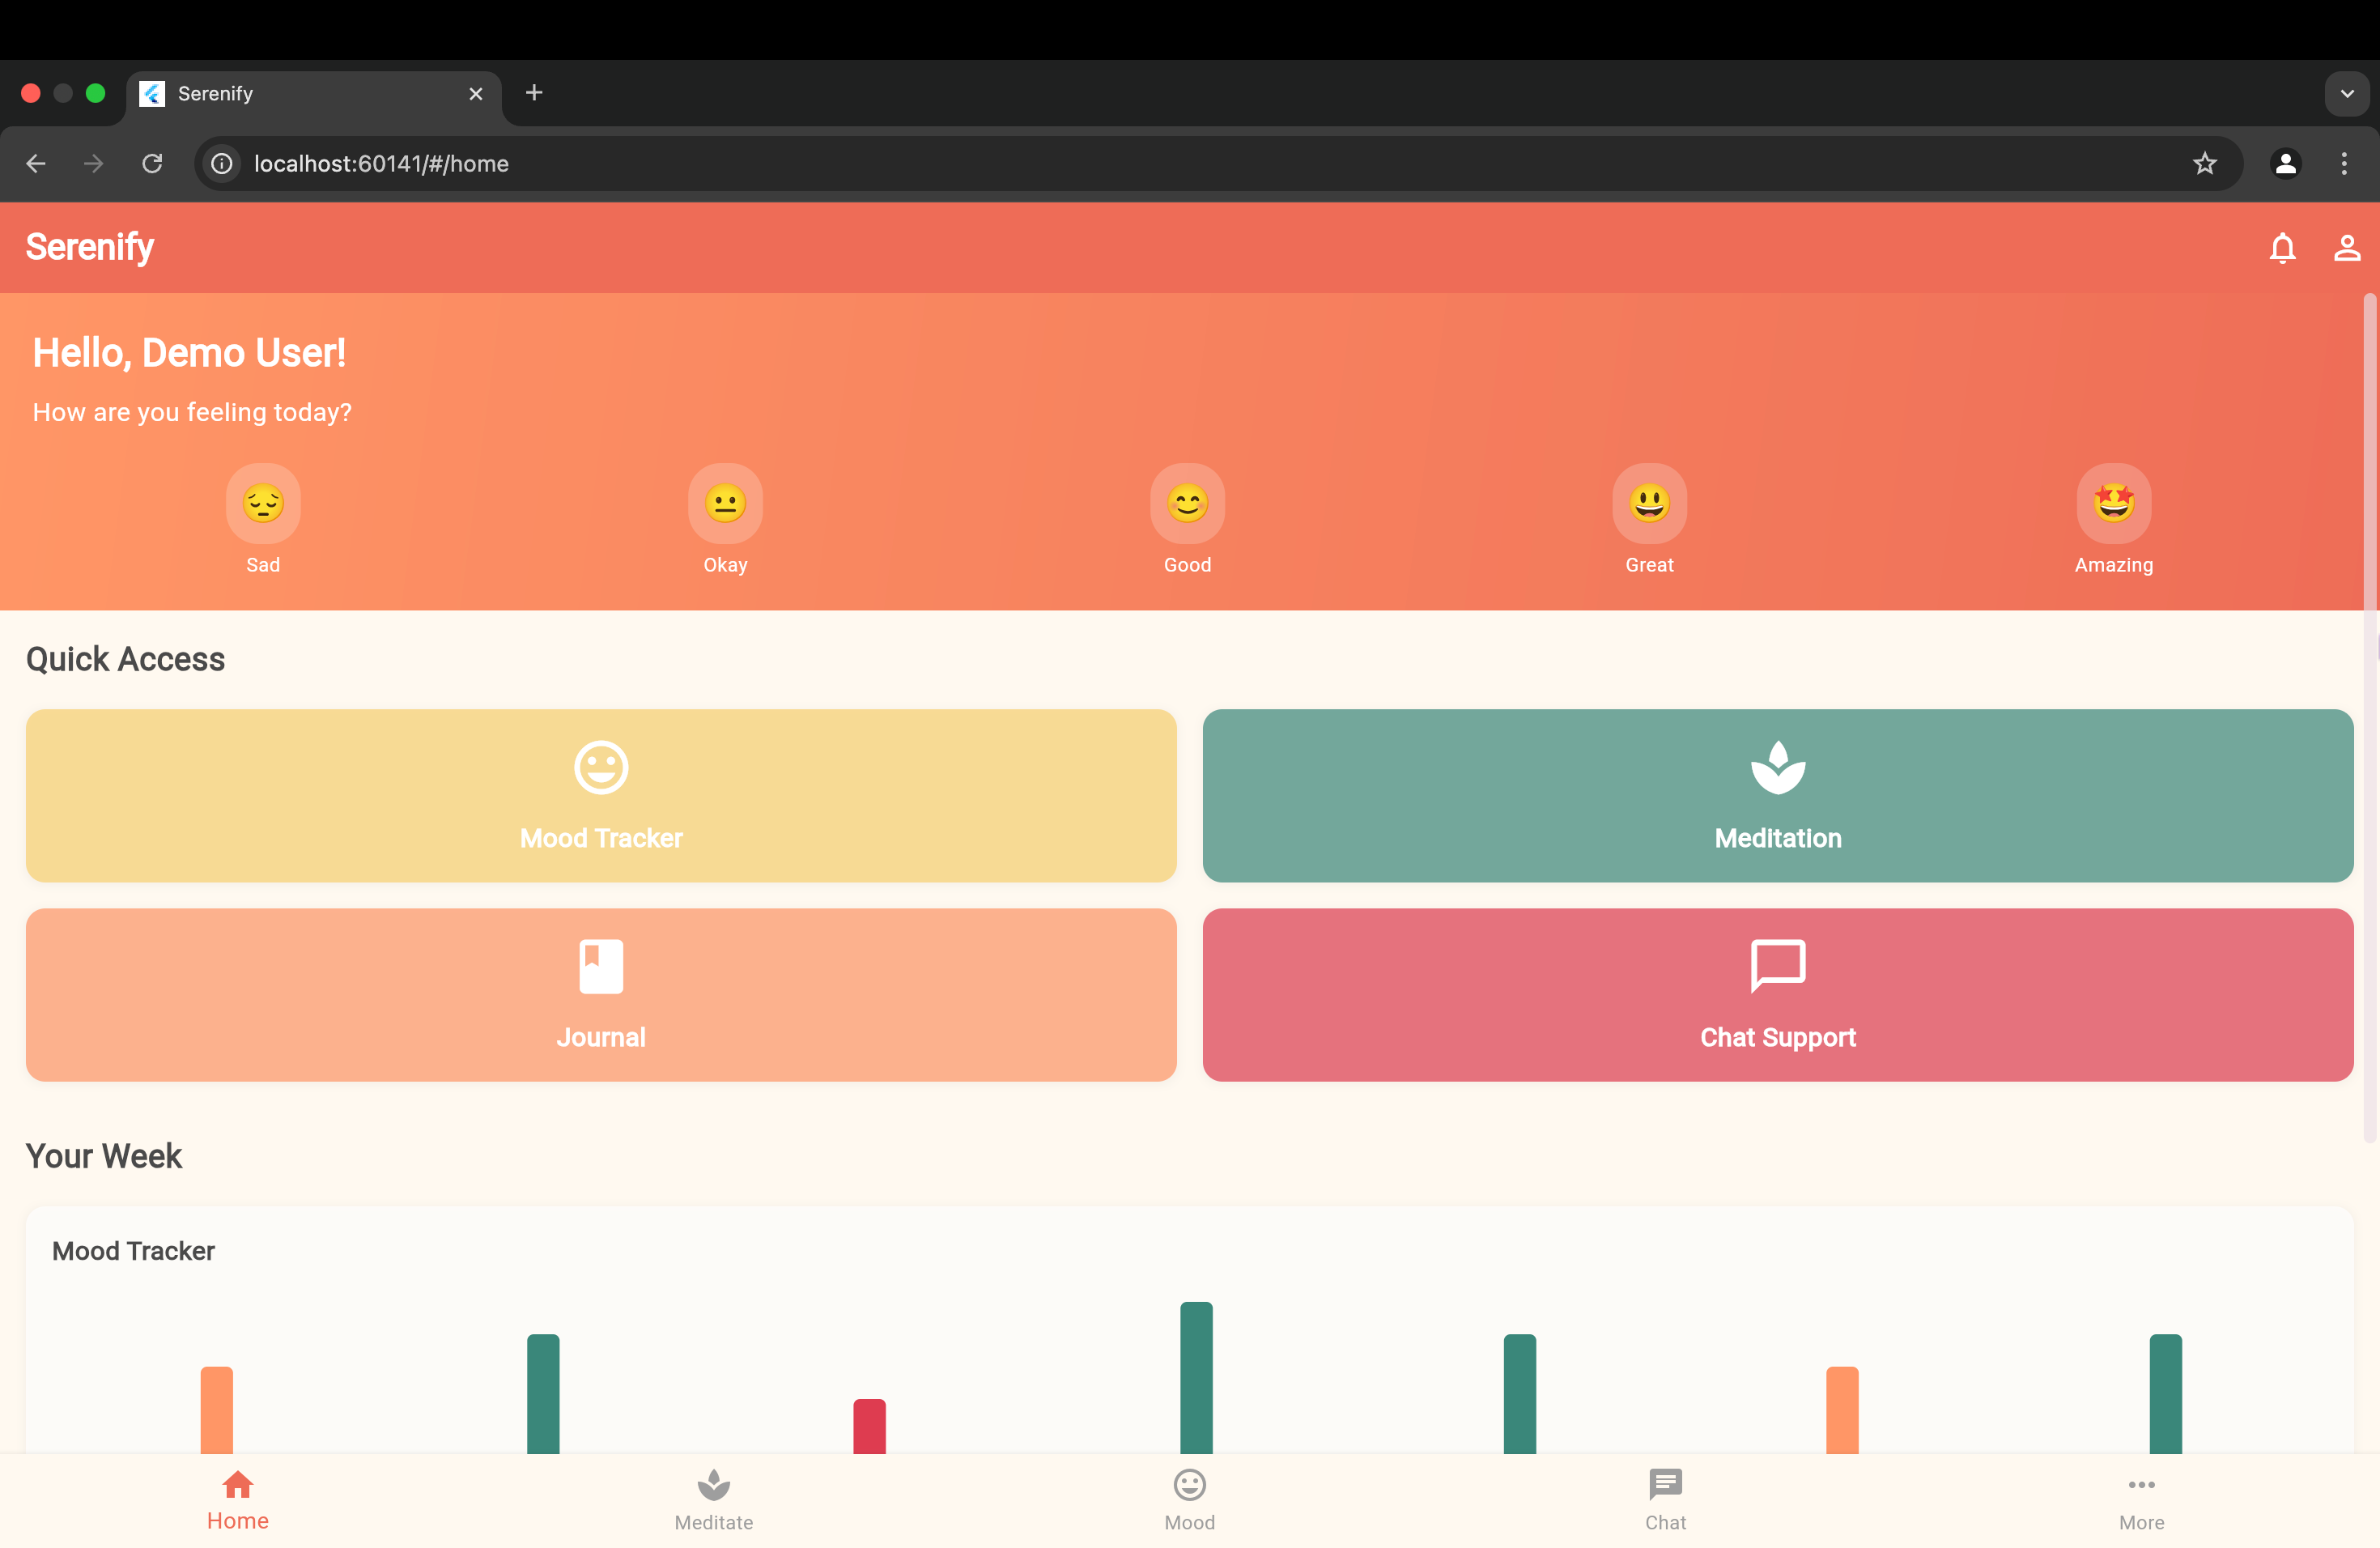 Serenify
localhost:60141/#/home
Serenify
Hello, Demo User!
How are you feeling today?
Sad
Okay
Good
Great
Amazing
Quick Access
Mood Tracker
Meditation
Journal
Chat Support
Your Week
Mood Tracker
Home
Meditate
Mood
Chat
More